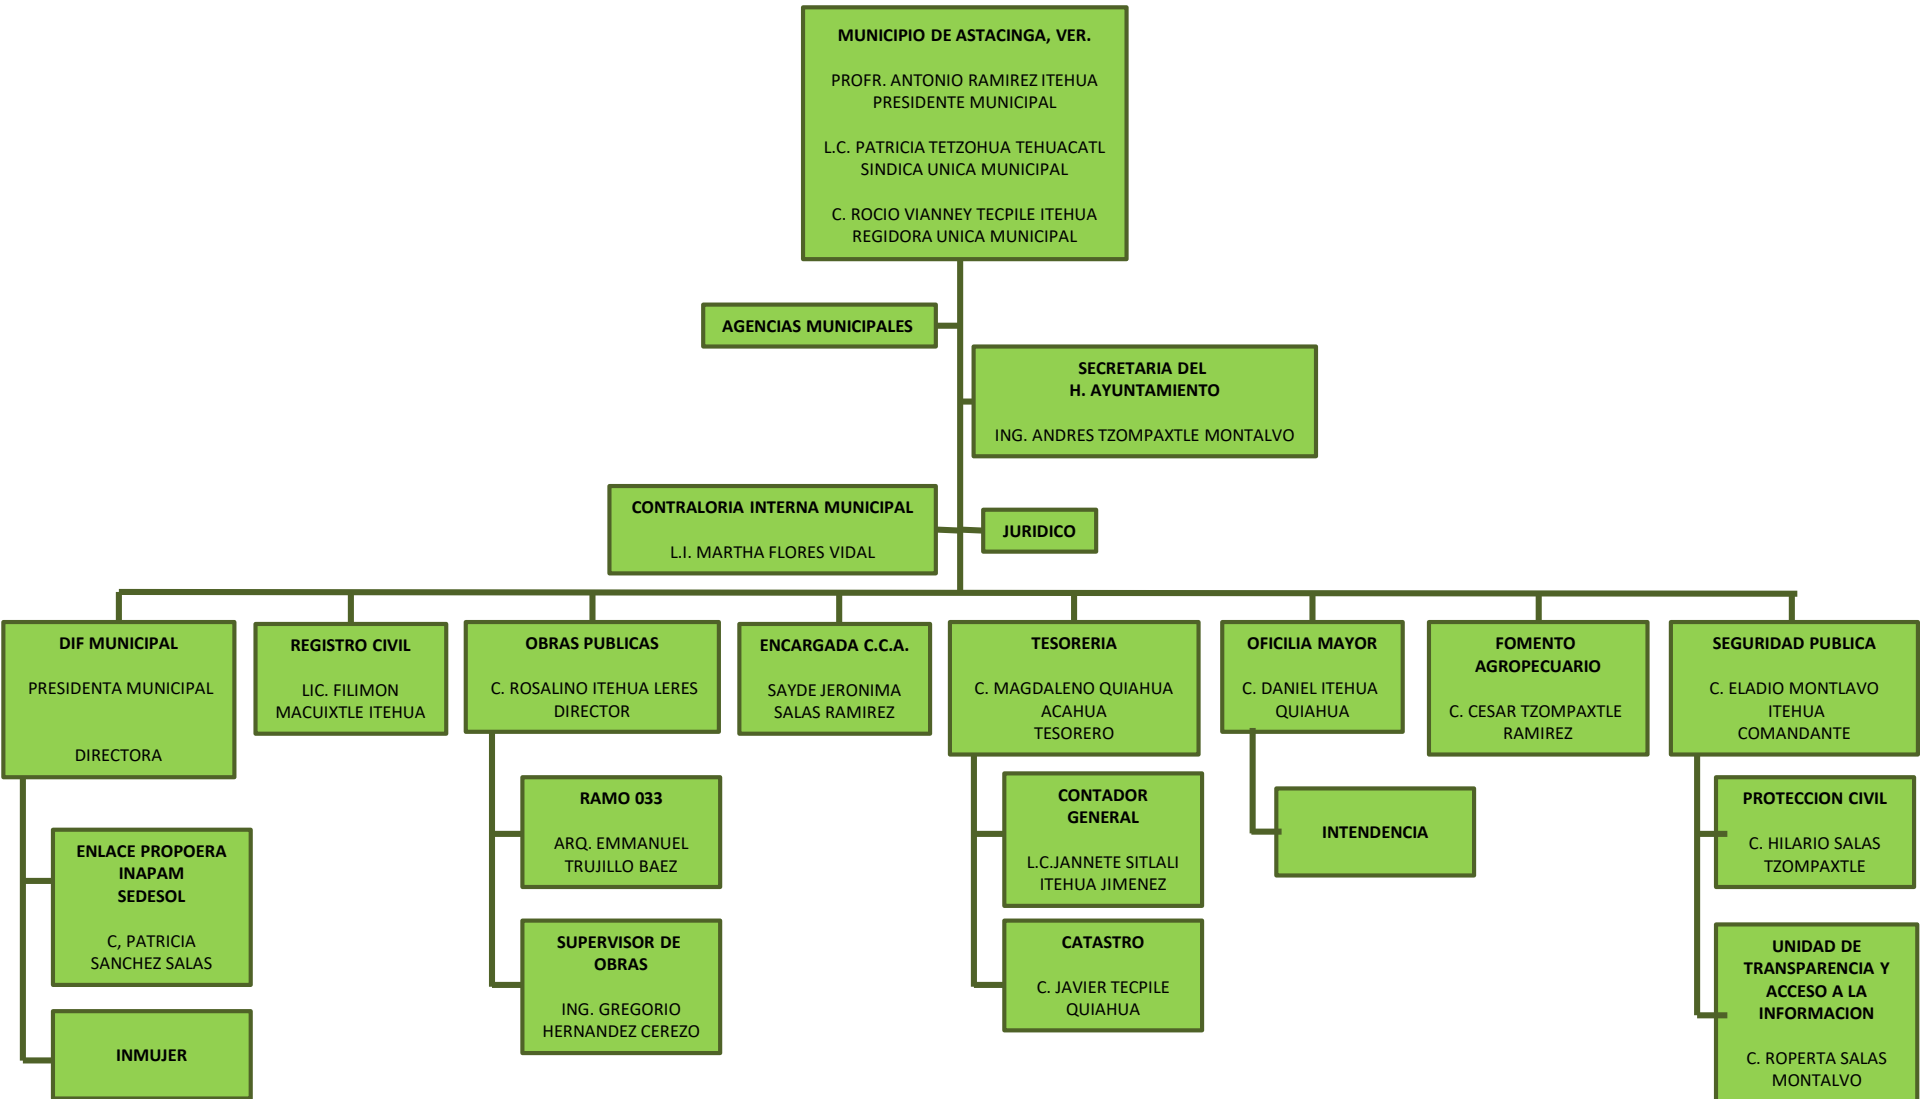 MUNICIPIO DE ASTACINGA, VER.
PROFR. ANTONIO RAMIREZ ITEHUA
PRESIDENTE MUNICIPAL
L.C. PATRICIA TETZOHUA TEHUACATL
SINDICA UNICA MUNICIPAL
C. ROCIO VIANNEY TECPILE ITEHUA
REGIDORA UNICA MUNICIPAL
AGENCIAS MUNICIPALES
SECRETARIA DEL
H. AYUNTAMIENTO
ING. ANDRES TZOMPAXTLE MONTALVO
CONTRALORIA INTERNA MUNICIPAL
L.I. MARTHA FLORES VIDAL
JURIDICO
DIF MUNICIPAL
PRESIDENTA MUNICIPAL
DIRECTORA
ENLACE PROPOERA
INAPAM
SEDESOL
C, PATRICIA
SANCHEZ SALAS
INMUJER
REGISTRO CIVIL
LIC. FILIMON
MACUIXTLE ITEHUA
OBRAS PUBLICAS
C. ROSALINO ITEHUA LERES
DIRECTOR
RAMO 033
ARQ. EMMANUEL
TRUJILLO BAEZ
SUPERVISOR DE
OBRAS
ING. GREGORIO
HERNANDEZ CEREZO
ENCARGADA C.C.A.
SAYDE JERONIMA
SALAS RAMIREZ
TESORERIA
C. MAGDALENO QUIAHUA
ACAHUA
TESORERO
CONTADOR
GENERAL
L.C.JANNETE SITLALI
ITEHUA JIMENEZ
CATASTRO
C. JAVIER TECPILE
QUIAHUA
OFICILIA MAYOR
C. DANIEL ITEHUA
QUIAHUA
INTENDENCIA
FOMENTO
AGROPECUARIO
C. CESAR TZOMPAXTLE
RAMIREZ
SEGURIDAD PUBLICA
C. ELADIO MONTLAVO
ITEHUA
COMANDANTE
PROTECCION CIVIL
C. HILARIO SALAS
TZOMPAXTLE
UNIDAD DE
TRANSPARENCIA Y
ACCESO A LA
INFORMACION
C. ROPERTA SALAS
MONTALVO